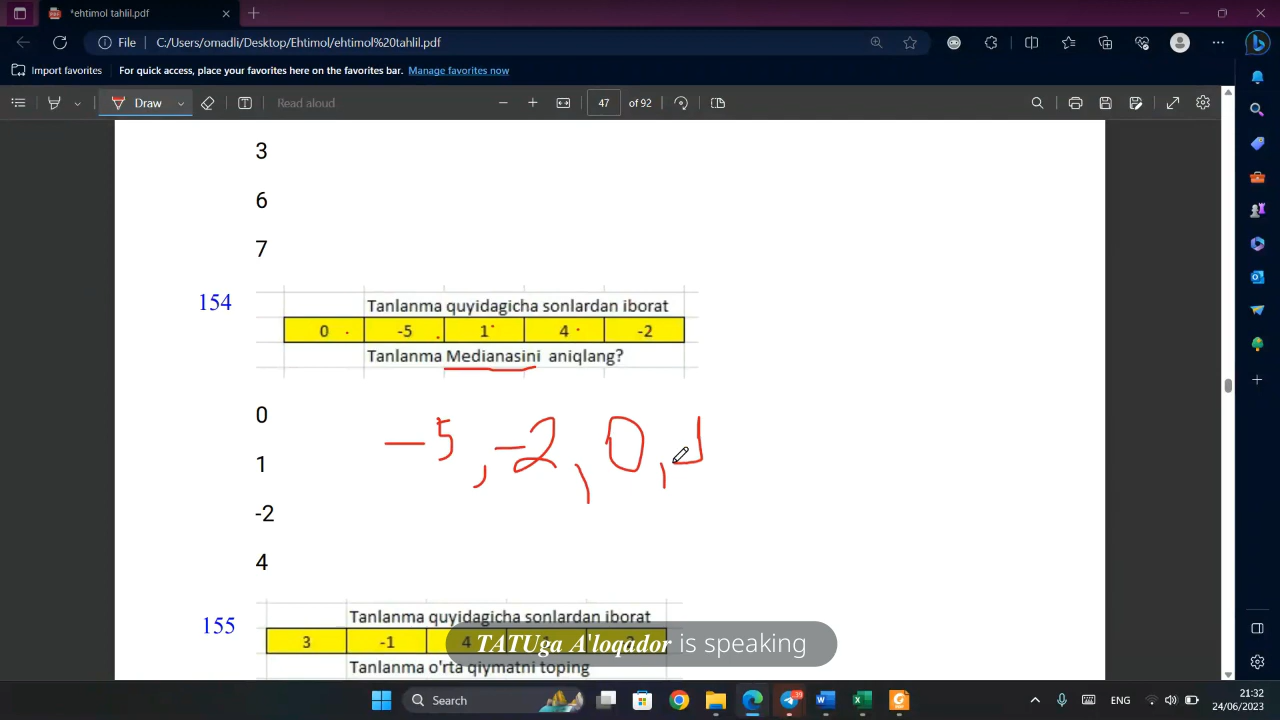 *ehtimol tahlil.pdf
File C:/Users/omadli/Desktop/Ehtimol/ehtimol%20tahlil.pdf
Import favorites For quick access, place your favorites here on the favorites bar. Manage favorites now
Draw Read aloud 47 of 92
3
6
7
154 Tanlanma quyidagicha sonlardan iborat
0 -5 1 4 -2
Tanlanma Medianasini aniqlang?
0
-5, -2, 0, 1
1
-2
4
155 Tanlanma quyidagicha sonlardan iborat
3 -1 4
TATUga A'loqador is speaking
Tanlanma o'rta qiymatni toping
Search 39 ENG 21:32
24/06/2023